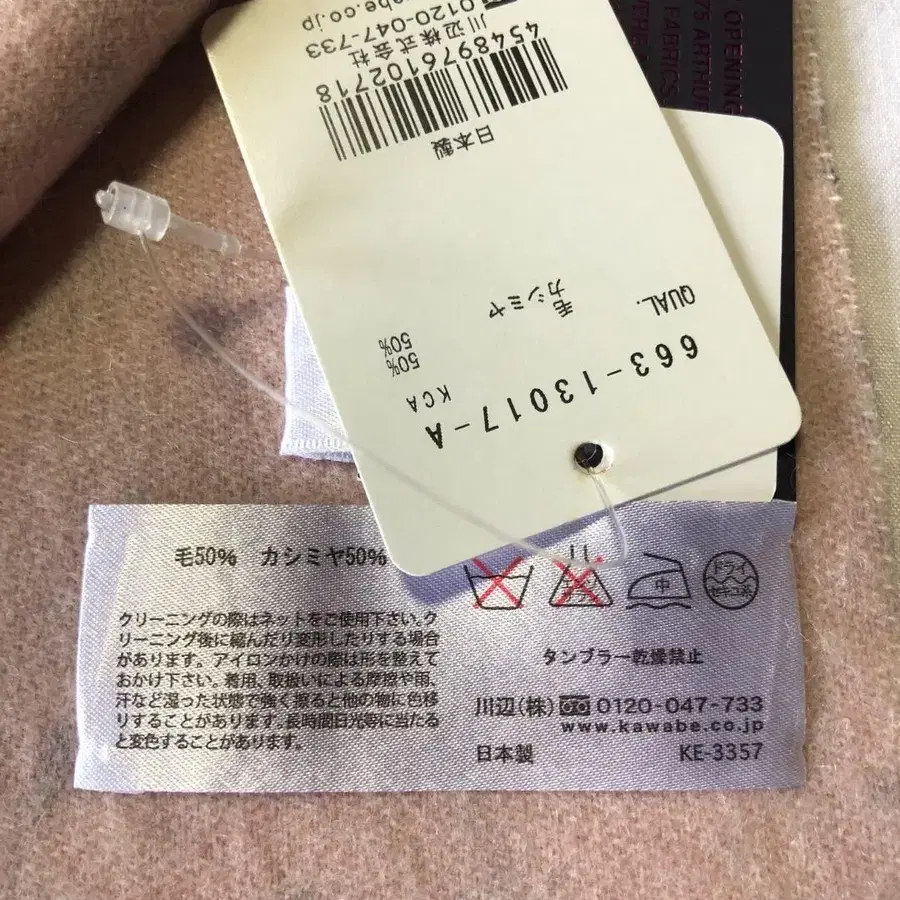 663-13017-A
KCA
QUAL.
毛 50%
カシミヤ 50%
日本製
4548976102718
川辺株式会社
0120-047-733
OPENING
75 ARTHUR
FABRICS
毛50% カシミヤ50%
クリーニングの際はネットをご使用下さい。ク
リーニング後に縮んだり変形したりする場合
があります。アイロンかけの際は形を整えて
おかけ下さい。着用、取扱いによる摩擦や雨、
汗など湿った状態で強く擦ると他の物に色移
りすることがあります。長時間日光等に当たる
と変色することがあります。
中
ドライ
セキユ系
タンブラー乾燥禁止
川辺(株) 0120-047-733
www.kawabe.co.jp
日本製 KE-3357